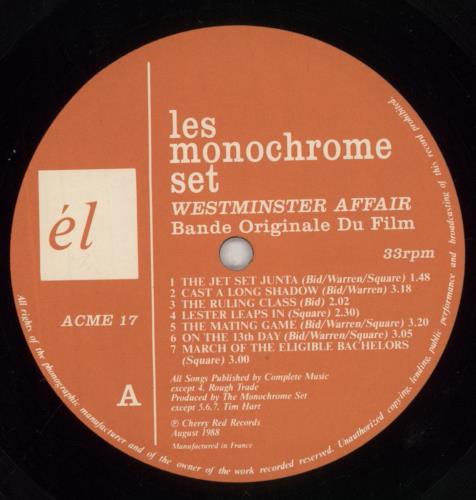 les
monochrome
set
WESTMINSTER AFFAIR
Bande Originale Du Film
33rpm
él
ACME 17
A
1 THE JET SET JUNTA (Bid/Warren/Square) 1.48
2 CAST A LONG SHADOW (Bid/Warren) 3.18
3 THE RULING CLASS (Bid) 2.02
4 LESTER LEAPS IN (Square) 2.30)
5 THE MATING GAME (Bid/Warren/Square) 3.20
6 ON THE 13th DAY (Bid/Warren/Square) 3.05
7 MARCH OF THE ELIGIBLE BACHELORS
(Square) 3.00
All Songs Published by Complete Music
except 4, Rough Trade
Produced by The Monochrome Set
except 5.6.7. Tim Hart
℗ Cherry Red Records
August 1988
Manufactured in France
All rights of the phonographic manufacturer and of the owner of the work recorded reserved. Unauthorized copying, lending, public performance and broadcasting of this record prohibited.